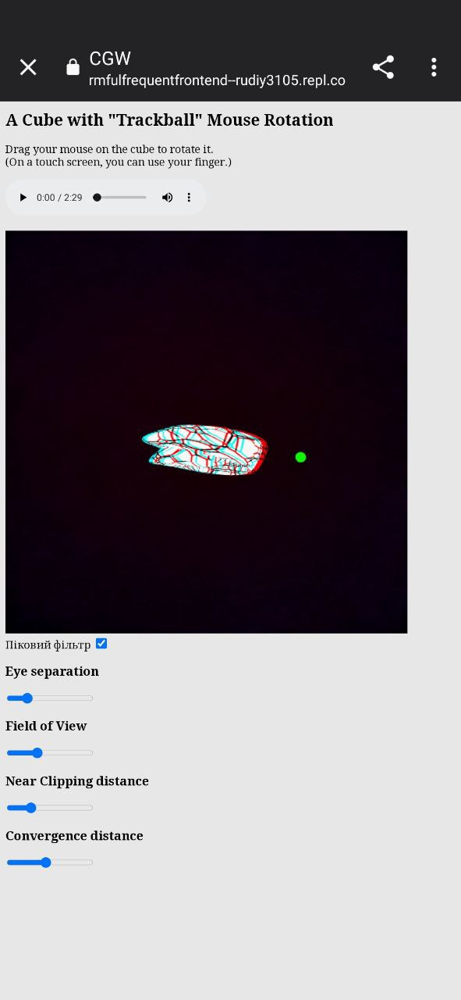 CGW
rmfulfrequentfrontend--rudiy3105.repl.co
A Cube with "Trackball" Mouse Rotation
Drag your mouse on the cube to rotate it.
(On a touch screen, you can use your finger.)
0:00 / 2:29
Піковий фільтр
Eye separation
Field of View
Near Clipping distance
Convergence distance